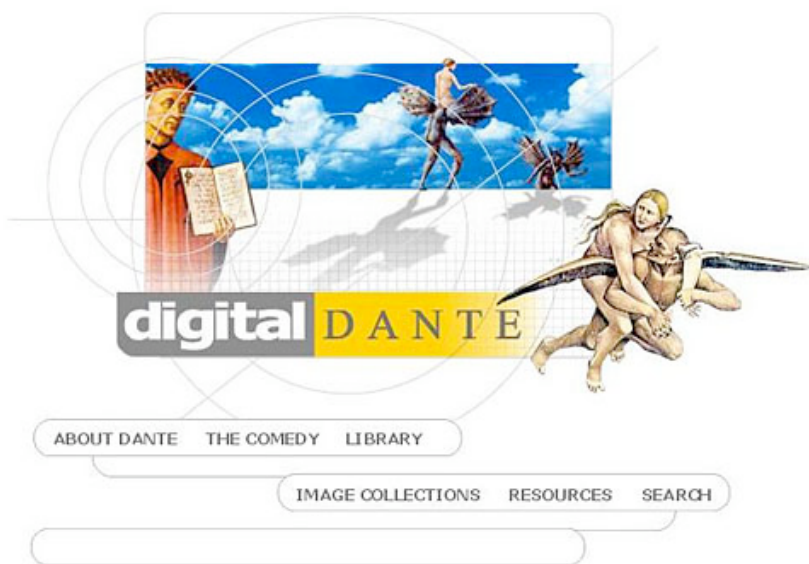 digital DANTE
ABOUT DANTE THE COMEDY LIBRARY
IMAGE COLLECTIONS RESOURCES SEARCH